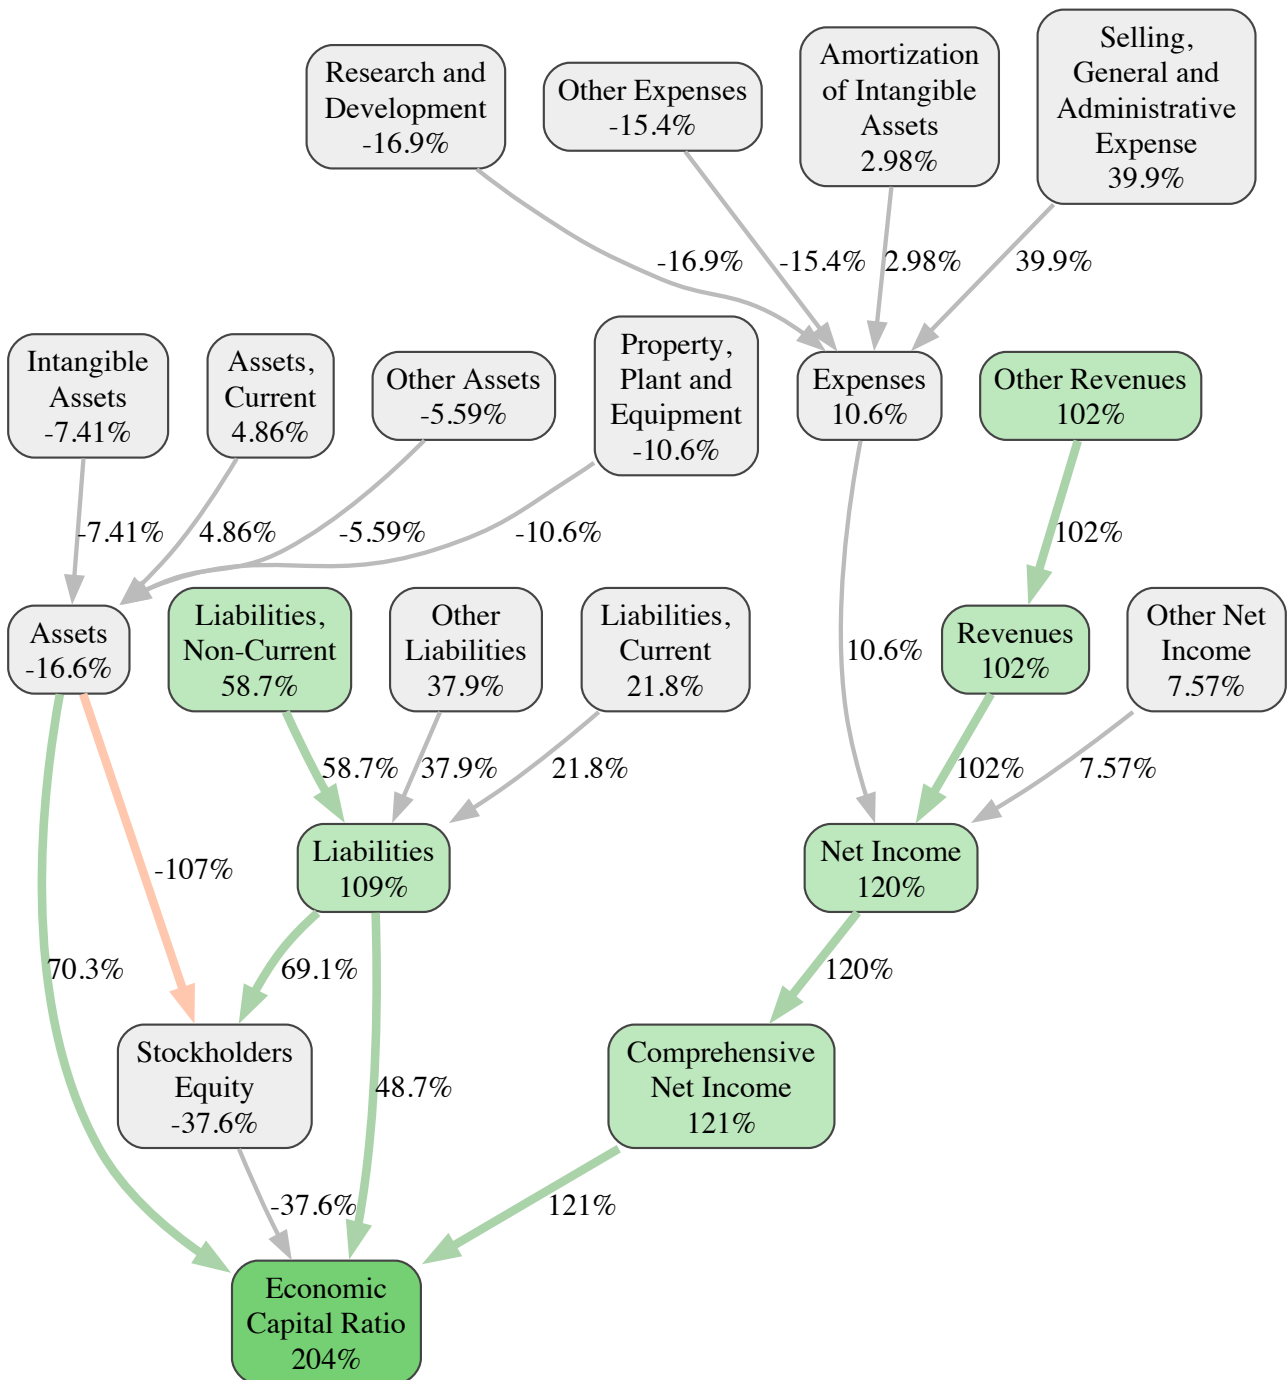 Research and
Development
-16.9%
Other Expenses
-15.4%
Amortization
of Intangible
Assets
2.98%
Selling,
General and
Administrative
Expense
39.9%
-16.9%
-15.4%
2.98%
39.9%
Intangible
Assets
-7.41%
Assets,
Current
4.86%
Other Assets
-5.59%
Property,
Plant and
Equipment
-10.6%
Expenses
10.6%
Other Revenues
102%
-7.41%
4.86%
-5.59%
-10.6%
102%
Assets
-16.6%
Liabilities,
Non-Current
58.7%
Other
Liabilities
37.9%
Liabilities,
Current
21.8%
10.6%
Revenues
102%
Other Net
Income
7.57%
58.7%
37.9%
21.8%
102%
7.57%
-107%
Liabilities
109%
Net Income
120%
70.3%
69.1%
120%
Stockholders
Equity
-37.6%
48.7%
Comprehensive
Net Income
121%
-37.6%
121%
Economic
Capital Ratio
204%